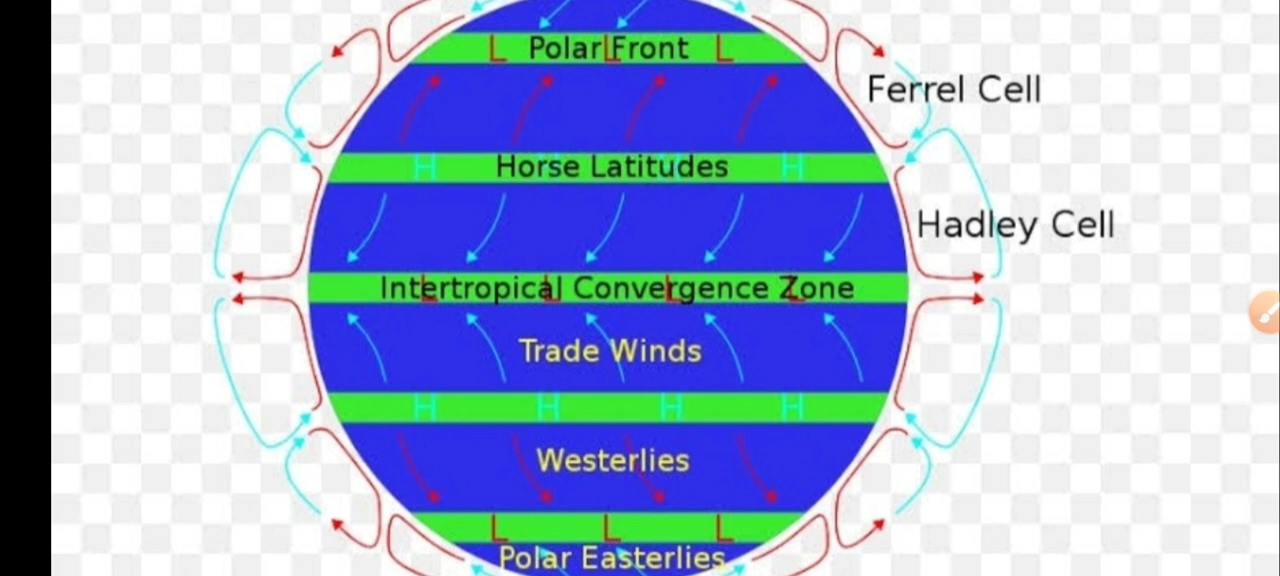 L Polar Front L L
Ferrel Cell
H Horse Latitudes H H
Hadley Cell
Intertropical Convergence Zone
L L L L
Trade Winds
H H H H
Westerlies
L L L
Polar Easterlies